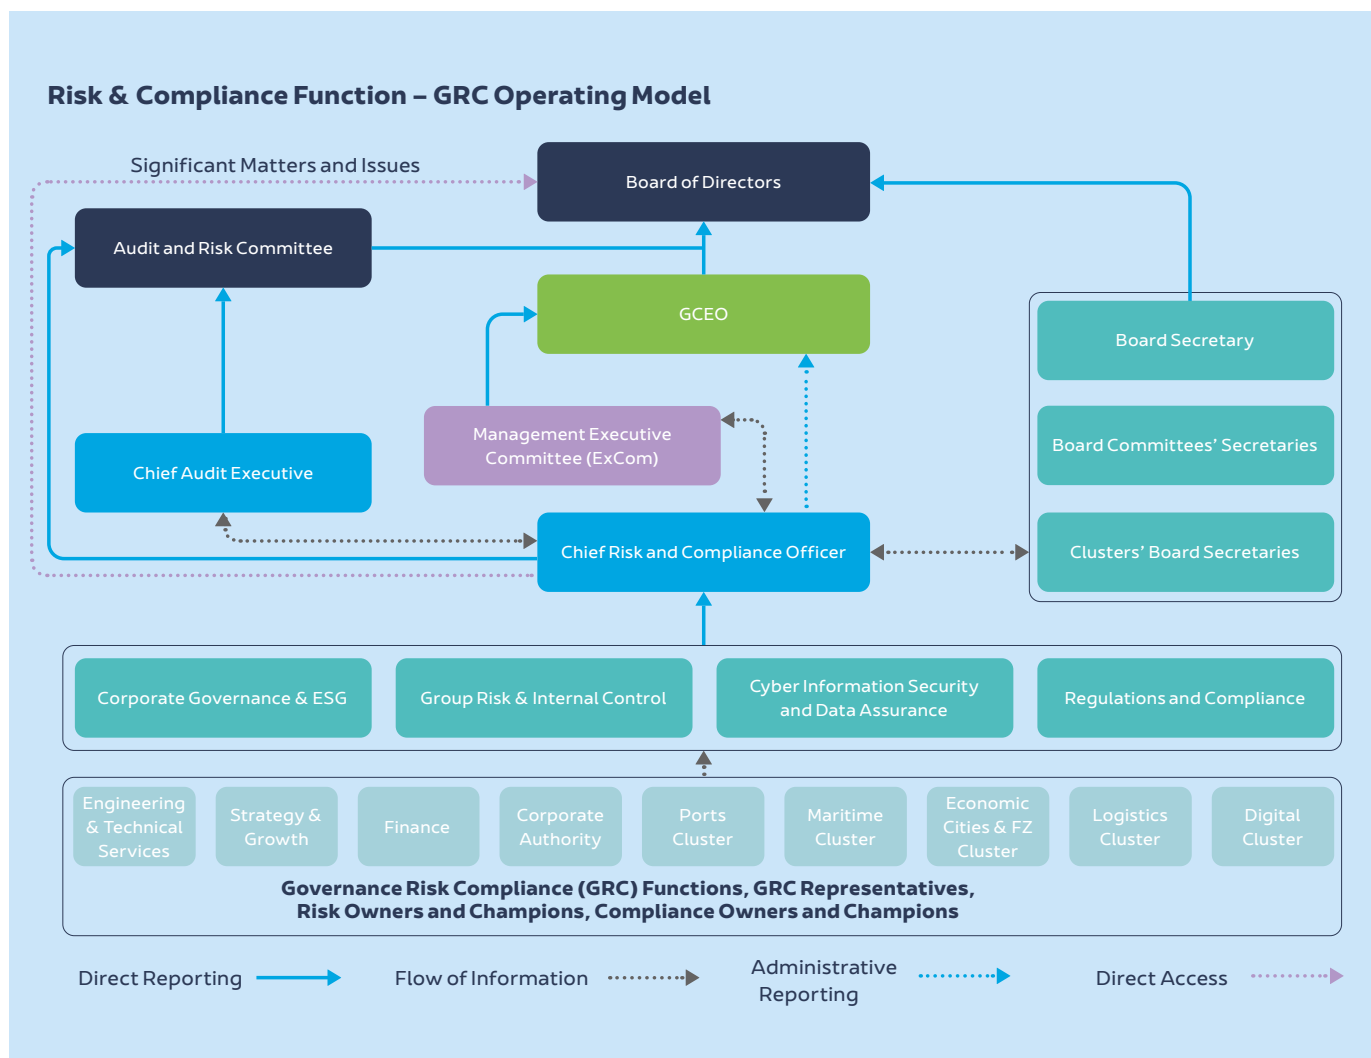 Risk & Compliance Function – GRC Operating Model
Significant Matters and Issues
Board of Directors
Audit and Risk Committee
GCEO
Board Secretary
Management Executive
Committee (ExCom)
Board Committees’ Secretaries
Chief Audit Executive
Chief Risk and Compliance Officer
Clusters’ Board Secretaries
Corporate Governance & ESG
Group Risk & Internal Control
Cyber Information Security
and Data Assurance
Regulations and Compliance
Engineering
& Technical
Services
Strategy &
Growth
Finance
Corporate
Authority
Ports
Cluster
Maritime
Cluster
Economic
Cities & FZ
Cluster
Logistics
Cluster
Digital
Cluster
Governance Risk Compliance (GRC) Functions, GRC Representatives,
Risk Owners and Champions, Compliance Owners and Champions
Direct Reporting
Flow of Information
Administrative
Reporting
Direct Access